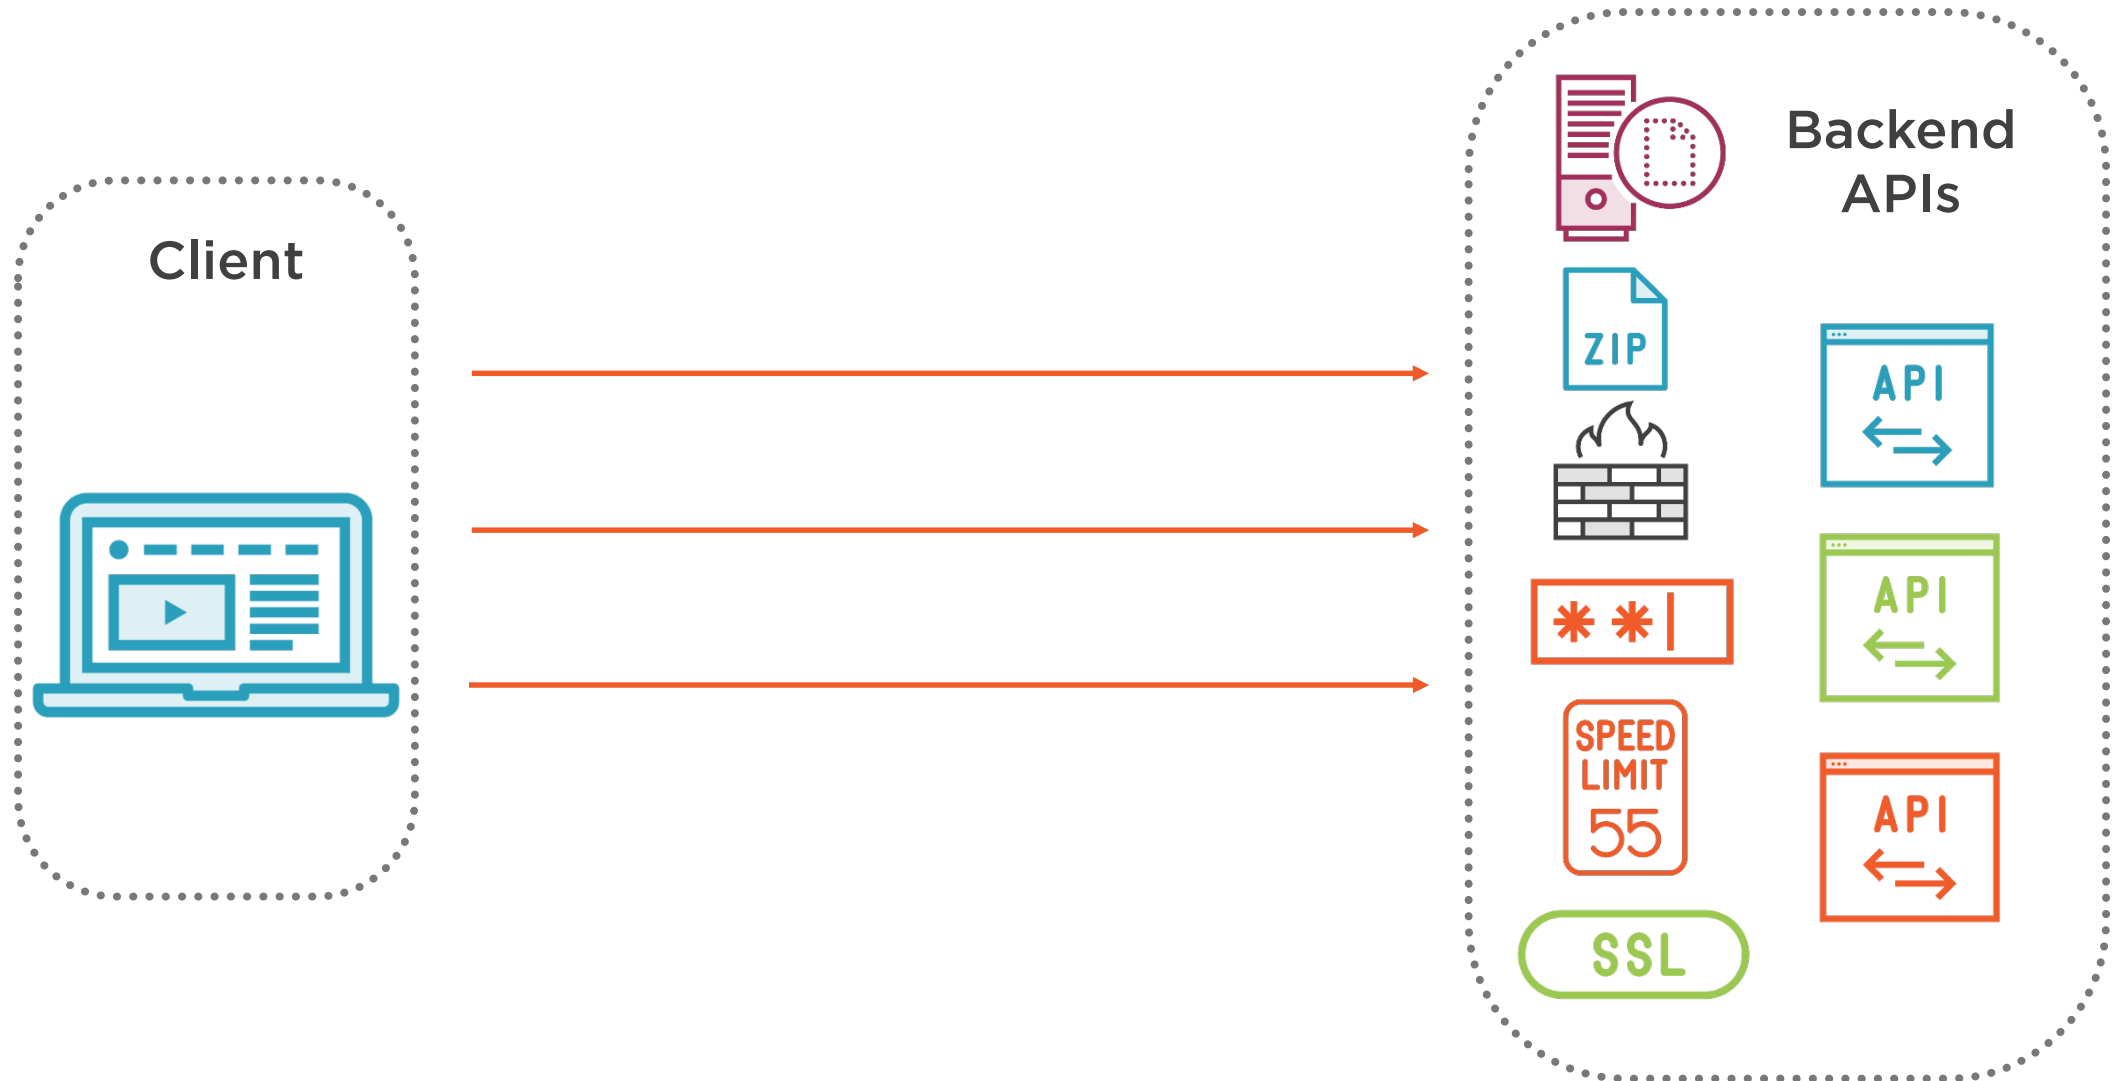 Client
Backend
APIs
ZIP
API
**|
API
SPEED
LIMIT
55
API
SSL